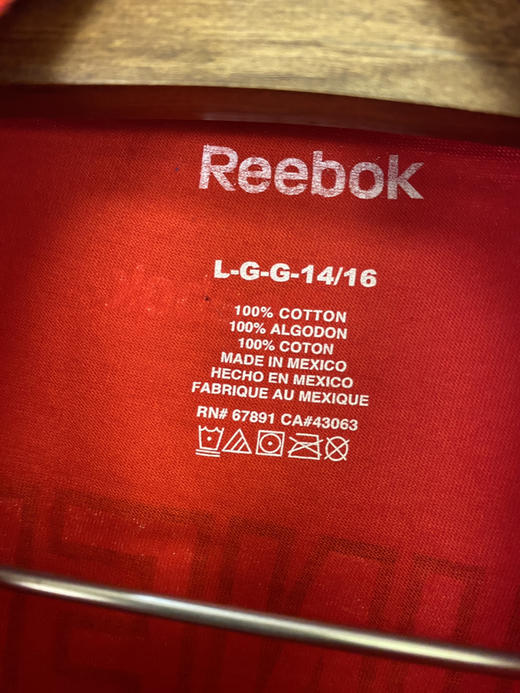 Reebok
L-G-G-14/16
100% COTTON
100% ALGODON
100% COTON
MADE IN MEXICO
HECHO EN MEXICO
FABRIQUE AU MEXIQUE
RN# 67891 CA#43063